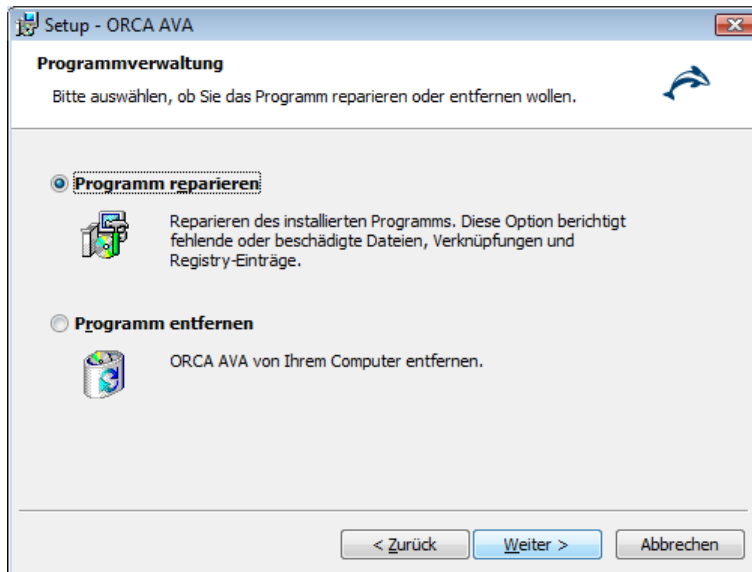 Setup - ORCA AVA
Programmverwaltung
Bitte auswählen, ob Sie das Programm reparieren oder entfernen wollen.
Programm reparieren
Reparieren des installierten Programms. Diese Option berichtigt
fehlende oder beschädigte Dateien, Verknüpfungen und
Registry-Einträge.
Programm entfernen
ORCA AVA von Ihrem Computer entfernen.
< Zurück Weiter > Abbrechen